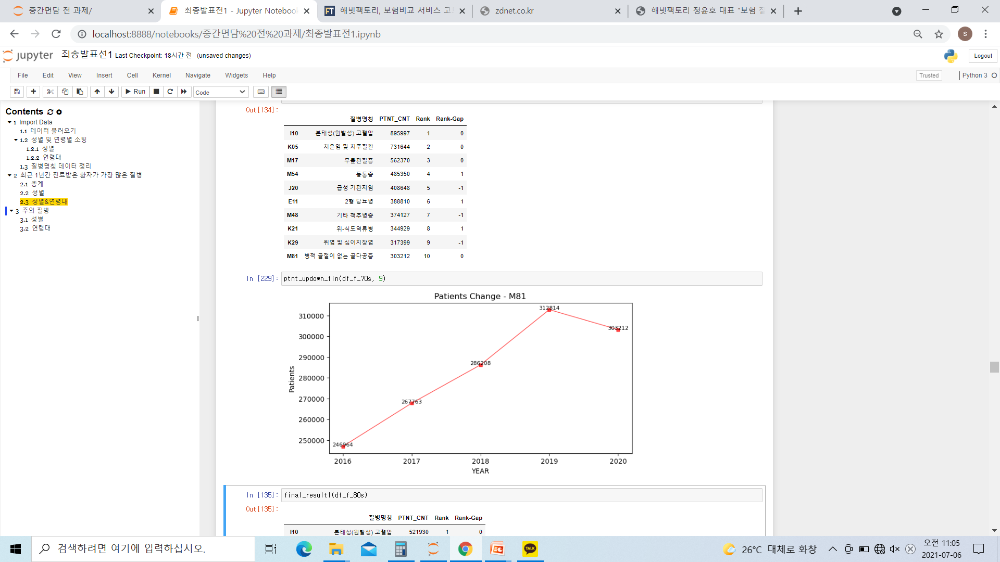 중간면담 전 과제/
최종발표전1 - Jupyter Notebook
해빗팩토리, 보험비교 서비스 고
zdnet.co.kr
해빗팩토리 정윤호 대표 "보험 질
localhost:8888/notebooks/중간면담%20전%20과제/최종발표전1.ipynb
S
jupyter 최종발표전1 Last Checkpoint: 18시간 전 (unsaved changes)
Logout
File Edit View Insert Cell Kernel Navigate Widgets Help
Trusted
Python 3
Run
Code
Contents
1 Import Data
1.1 데이터 불러오기
1.2 성별 및 연령별 소팅
1.2.1 성별
1.2.2 연령대
1.3 질병명칭 데이터 정리
2 최근 1년간 진료받은 환자가 가장 많은 질병
2.1 총계
2.2 성별
2.3 성별&연령대
3 주의 질병
3.1 성별
3.2 연령대
Out[134]:
질병명칭 PTNT_CNT Rank Rank-Gap
I10 본태성(원발성) 고혈압 895997 1 0
K05 치은염 및 치주질환 731644 2 0
M17 무릎관절증 562370 3 0
M54 등통증 485350 4 1
J20 급성 기관지염 408648 5 -1
E11 2형 당뇨병 388810 6 1
M48 기타 척추병증 374127 7 -1
K21 위-식도역류병 344929 8 1
K29 위염 및 십이지장염 317399 9 -1
M81 병적 골절이 없는 골다공증 303212 10 0
In [229]: ptnt_updown_fin(df_f_70s, 9)
Patients Change - M81
Patients
310000
300000
290000
280000
270000
260000
250000
246964
267763
286208
312814
303212
2016 2017 2018 2019 2020
YEAR
In [135]: final_result1(df_f_80s)
Out[135]:
질병명칭 PTNT_CNT Rank Rank-Gap
I10 본태성(원발성) 고혈압 521930 1 0
검색하려면 여기에 입력하십시오.
TALK
26°C 대체로 화창
오전 11:05
2021-07-06